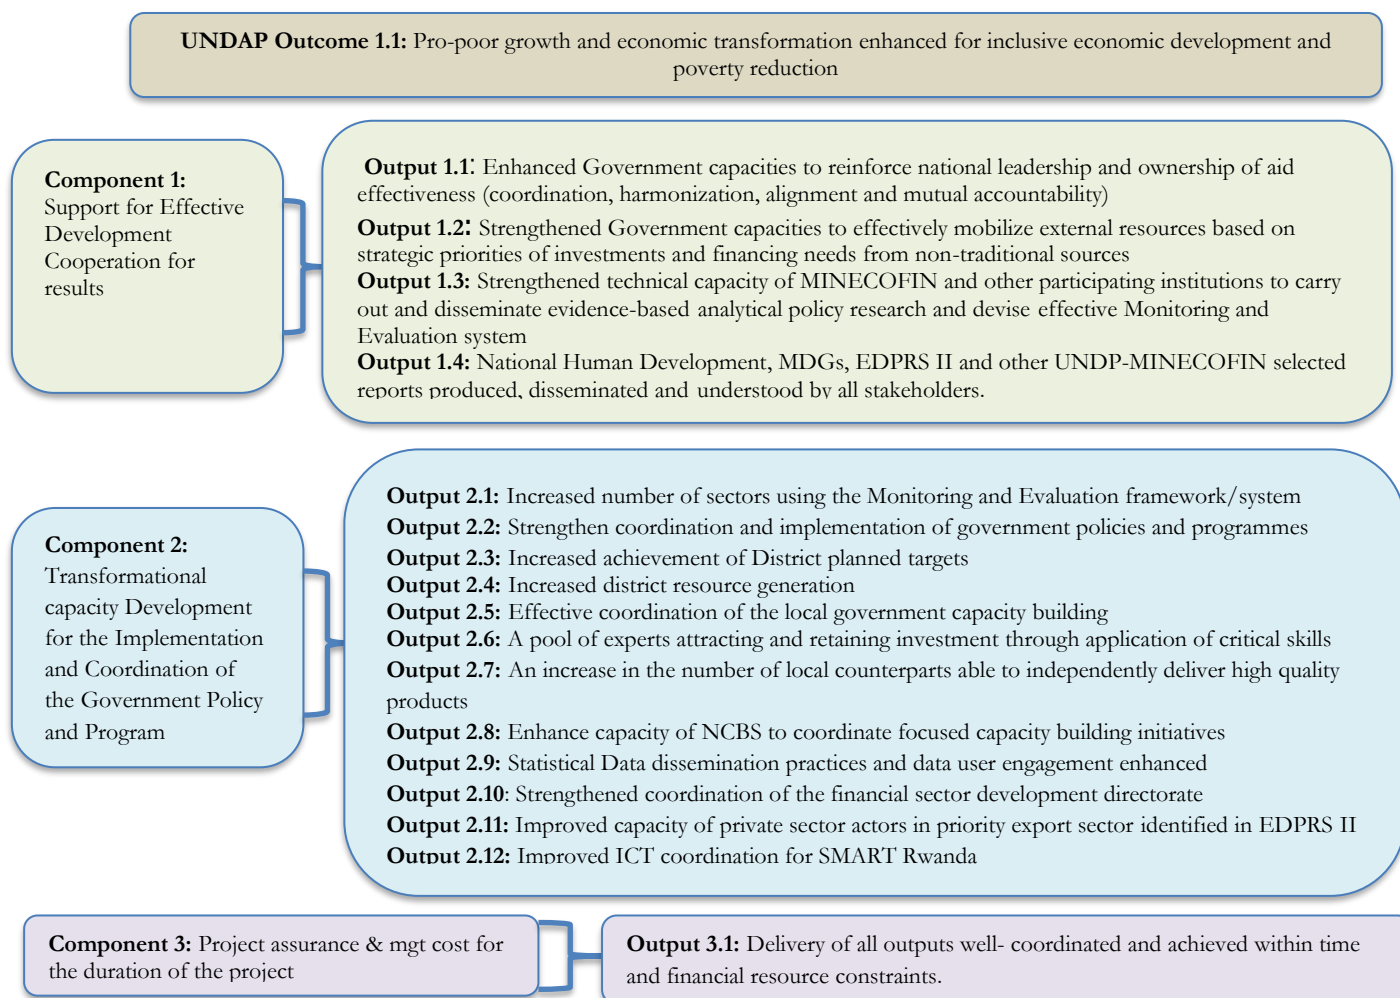 UNDAP Outcome 1.1: Pro-poor growth and economic transformation enhanced for inclusive economic development and
poverty reduction
Component 1:
Support for Effective
Development
Cooperation for
results
Output 1.1: Enhanced Government capacities to reinforce national leadership and ownership of aid
effectiveness (coordination, harmonization, alignment and mutual accountability)
Output 1.2: Strengthened Government capacities to effectively mobilize external resources based on
strategic priorities of investments and financing needs from non-traditional sources
Output 1.3: Strengthened technical capacity of MINECOFIN and other participating institutions to carry
out and disseminate evidence-based analytical policy research and devise effective Monitoring and
Evaluation system
Output 1.4: National Human Development, MDGs, EDPRS II and other UNDP-MINECOFIN selected
reports produced, disseminated and understood by all stakeholders.
Component 2:
Transformational
capacity Development
for the Implementation
and Coordination of
the Government Policy
and Program
Output 2.1: Increased number of sectors using the Monitoring and Evaluation framework/system
Output 2.2: Strengthen coordination and implementation of government policies and programmes
Output 2.3: Increased achievement of District planned targets
Output 2.4: Increased district resource generation
Output 2.5: Effective coordination of the local government capacity building
Output 2.6: A pool of experts attracting and retaining investment through application of critical skills
Output 2.7: An increase in the number of local counterparts able to independently deliver high quality
products
Output 2.8: Enhance capacity of NCBS to coordinate focused capacity building initiatives
Output 2.9: Statistical Data dissemination practices and data user engagement enhanced
Output 2.10: Strengthened coordination of the financial sector development directorate
Output 2.11: Improved capacity of private sector actors in priority export sector identified in EDPRS II
Output 2.12: Improved ICT coordination for SMART Rwanda
Component 3: Project assurance & mgt cost for
the duration of the project
Output 3.1: Delivery of all outputs well- coordinated and achieved within time
and financial resource constraints.